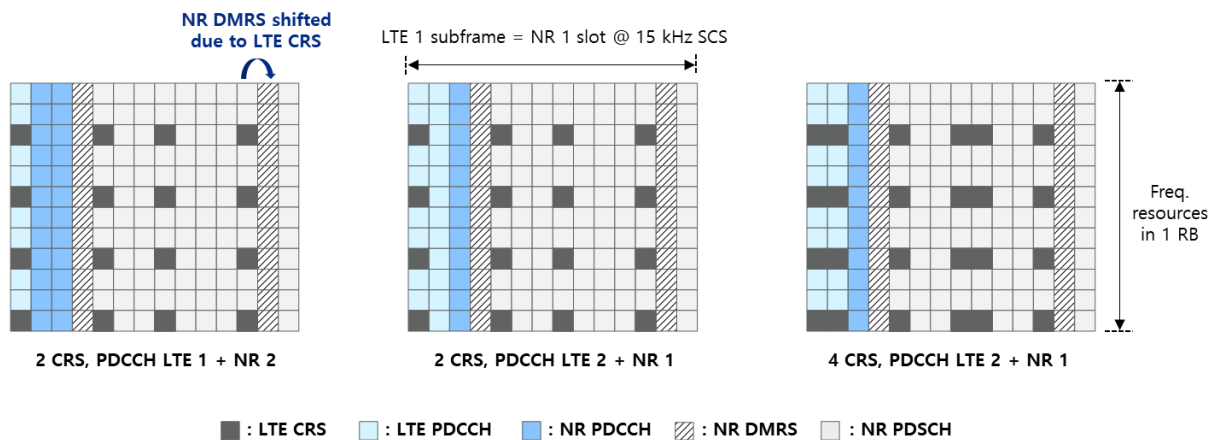 NR DMRS shifted
due to LTE CRS
LTE 1 subframe = NR 1 slot @ 15 kHz SCS
Freq.
resources
in 1 RB
2 CRS, PDCCH LTE 1 + NR 2
2 CRS, PDCCH LTE 2 + NR 1
4 CRS, PDCCH LTE 2 + NR 1
: LTE CRS : LTE PDCCH : NR PDCCH : NR DMRS : NR PDSCH